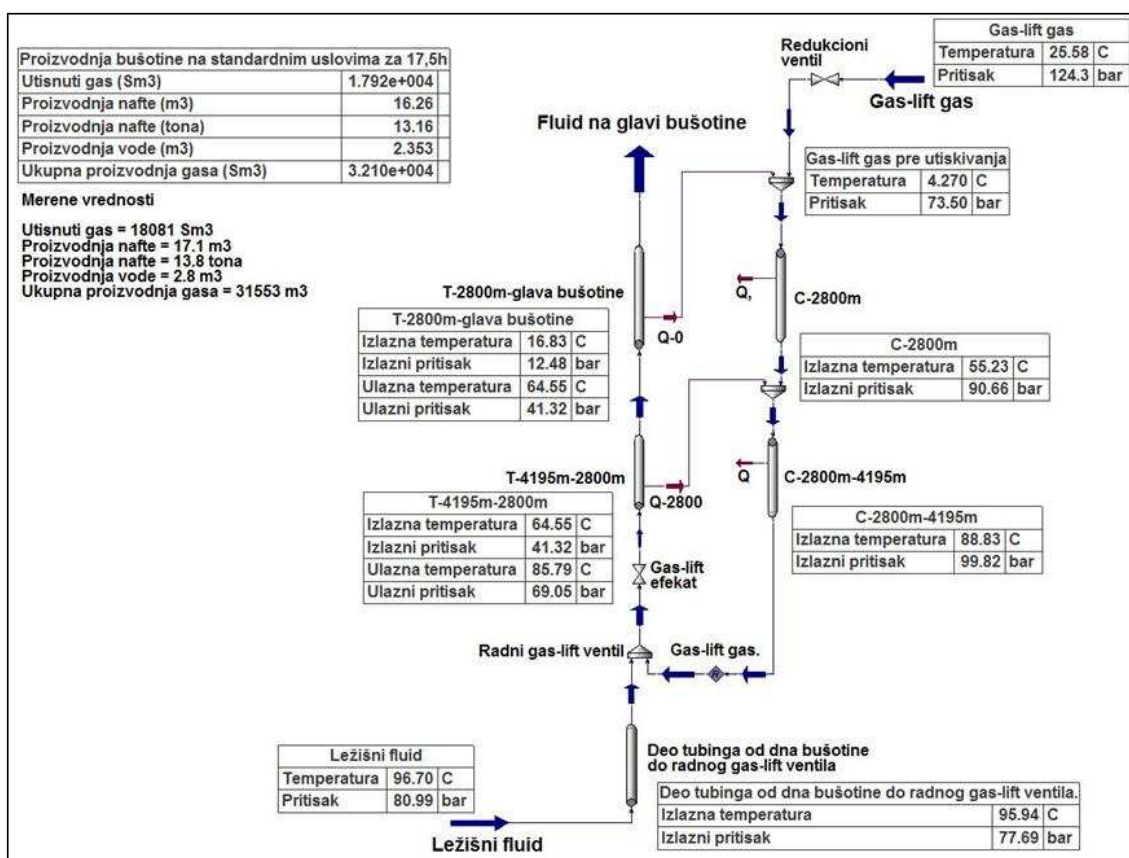 Proizvodnja bušotine na standardnim uslovima za 17,5h
Utisnuti gas (Sm3) 1.792e+004
Proizvodnja nafte (m3) 16.26
Proizvodnja nafte (tona) 13.16
Proizvodnja vode (m3) 2.353
Ukupna proizvodnja gasa (Sm3) 3.210e+004
Merene vrednosti
Utisnuti gas = 18081 Sm3
Proizvodnja nafte = 17.1 m3
Proizvodnja nafte = 13.8 tona
Proizvodnja vode = 2.8 m3
Ukupna proizvodnja gasa = 31553 m3
Gas-lift gas
Temperatura 25.58 C
Pritisak 124.3 bar
Redukcioni
ventil
Gas-lift gas
Fluid na glavi bušotine
Gas-lift gas pre utiskivanja
Temperatura 4.270 C
Pritisak 73.50 bar
T-2800m-glava bušotine
Q-0
Q,
C-2800m
T-2800m-glava bušotine
Izlazna temperatura 16.83 C
Izlazni pritisak 12.48 bar
Ulazna temperatura 64.55 C
Ulazni pritisak 41.32 bar
C-2800m
Izlazna temperatura 55.23 C
Izlazni pritisak 90.66 bar
T-4195m-2800m
Q-2800
Q
C-2800m-4195m
T-4195m-2800m
Izlazna temperatura 64.55 C
Izlazni pritisak 41.32 bar
Ulazna temperatura 85.79 C
Ulazni pritisak 69.05 bar
C-2800m-4195m
Izlazna temperatura 88.83 C
Izlazni pritisak 99.82 bar
Gas-lift
efekat
Radni gas-lift ventil
Gas-lift gas.
R
Ležišni fluid
Temperatura 96.70 C
Pritisak 80.99 bar
Ležišni fluid
Deo tubinga od dna bušotine
do radnog gas-lift ventila
Deo tubinga od dna bušotine do radnog gas-lift ventila.
Izlazna temperatura 95.94 C
Izlazni pritisak 77.69 bar